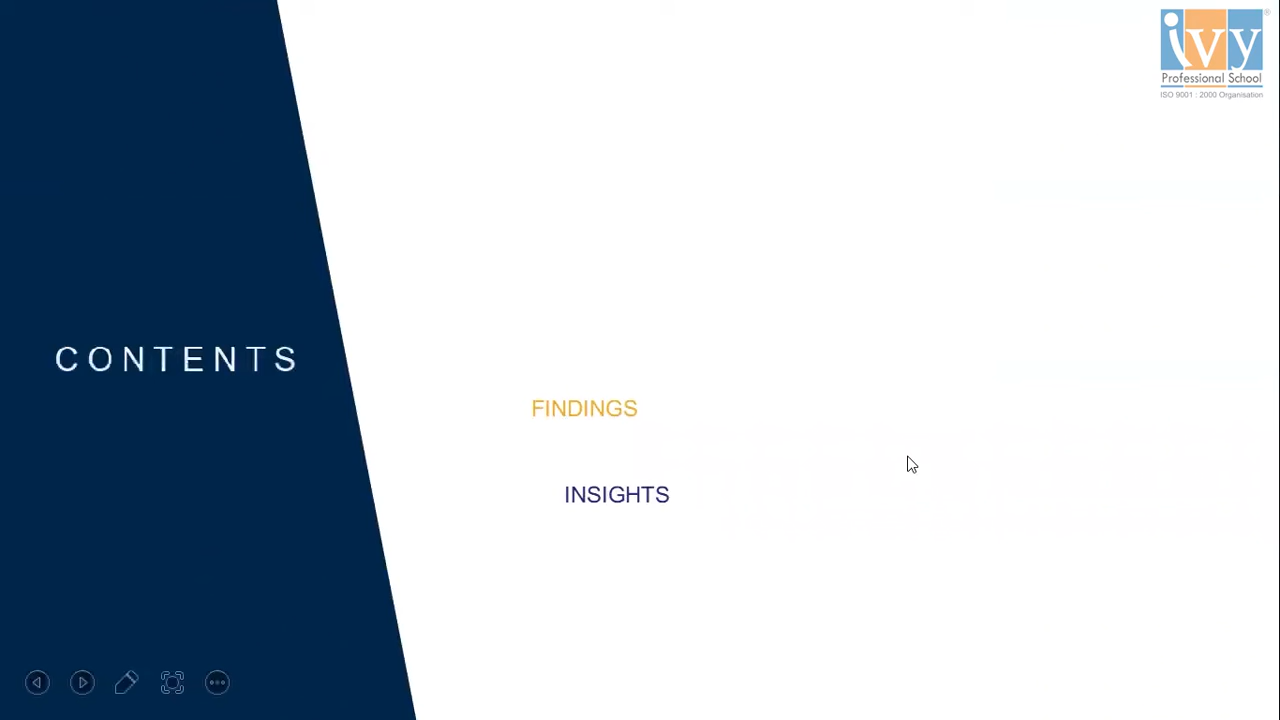 ivy
Professional School
ISO 9001 : 2000 Organisation
CONTENTS
FINDINGS
INSIGHTS